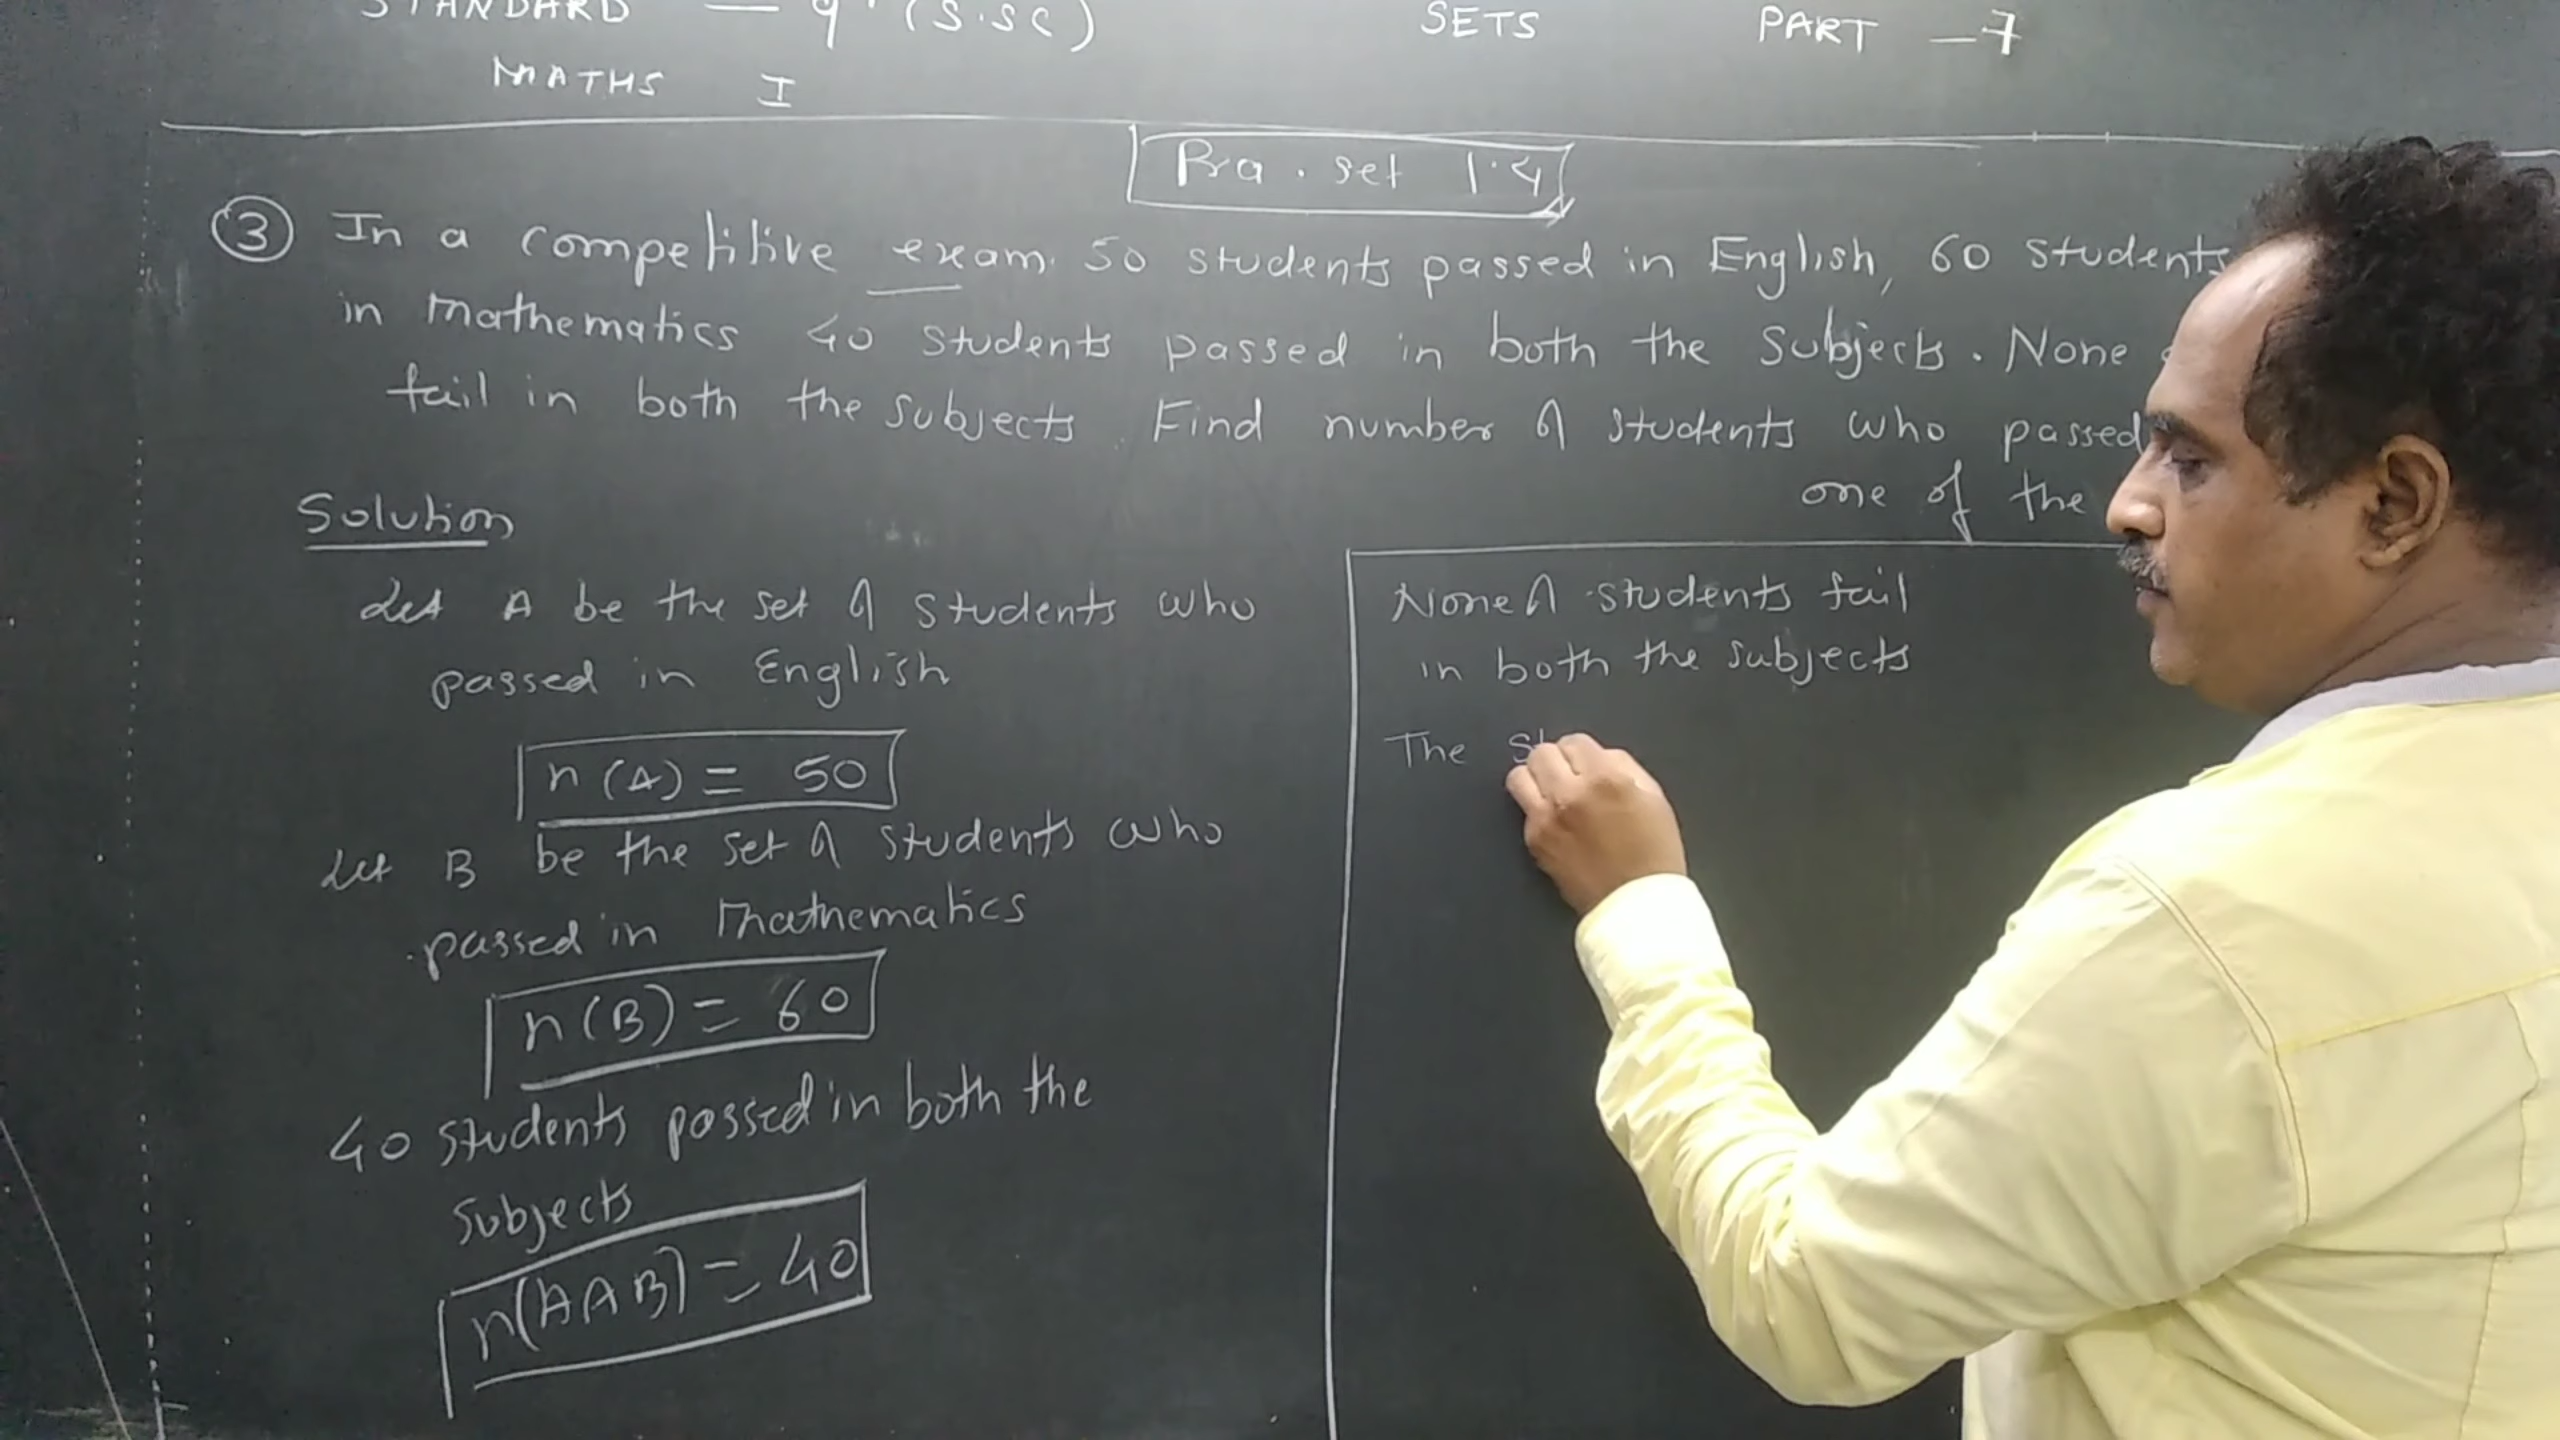 STANDARD — 9. (S.SC)
SETS
PART - 7
MATHS I
Pra. set 1.4
③ In a competitive exam. 50 students passed in English, 60 students
in Mathematics 40 students passed in both the subjects. None
fail in both the subjects. Find number of students who passed
one of the
Solution
Let A be the set of students who
passed in English
n(A) = 50
Let B be the set of students who
passed in Mathematics
n(B) = 60
40 students passed in both the
subjects
n(A∩B) = 40
None of students fail
in both the subjects
The